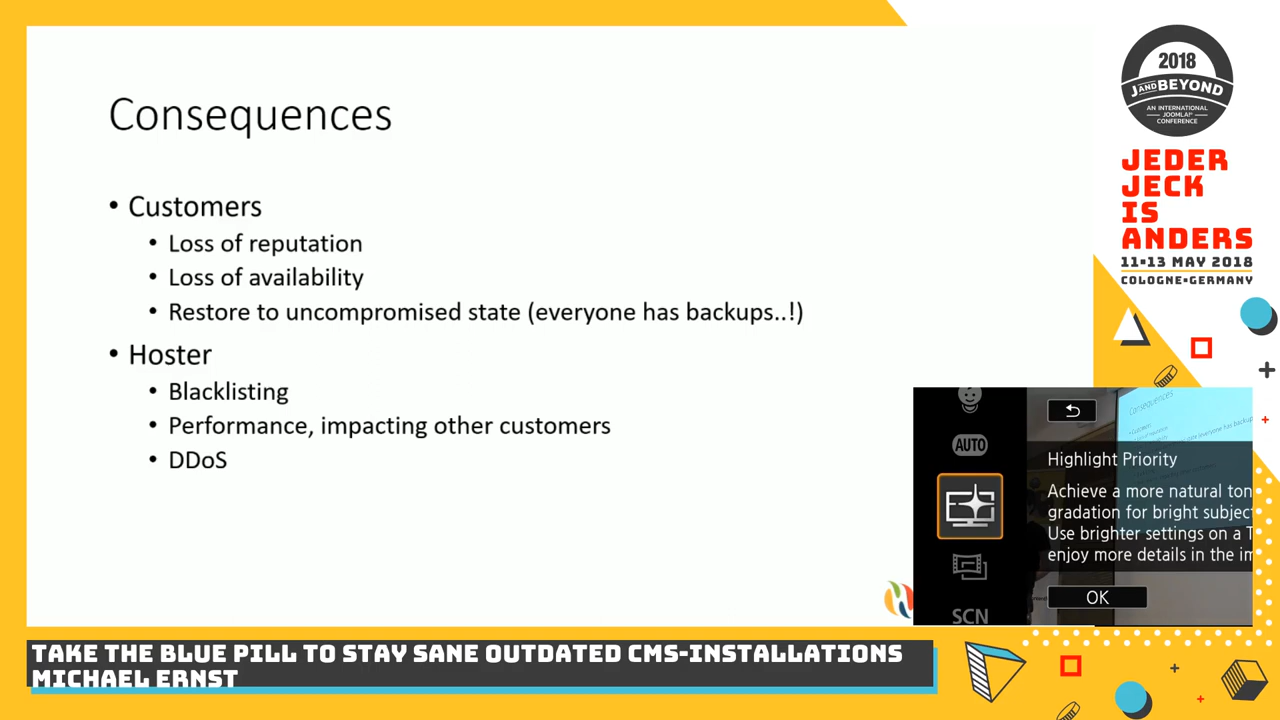 Consequences
• Customers
• Loss of reputation
• Loss of availability
• Restore to uncompromised state (everyone has backups..!)
• Hoster
• Blacklisting
• Performance, impacting other customers
• DDoS
2018
J AND BEYOND
AN INTERNATIONAL
JOOMLA!® CONFERENCE
JEDER
JECK
IS
ANDERS
11-13 MAY 2018
COLOGNE-GERMANY
AUTO
SCN
Consequences
Highlight Priority
Achieve a more natural ton
gradation for bright subject
Use brighter settings on a T
enjoy more details in the im
OK
TAKE THE BLUE PILL TO STAY SANE OUTDATED CMS-INSTALLATIONS
MICHAEL ERNST